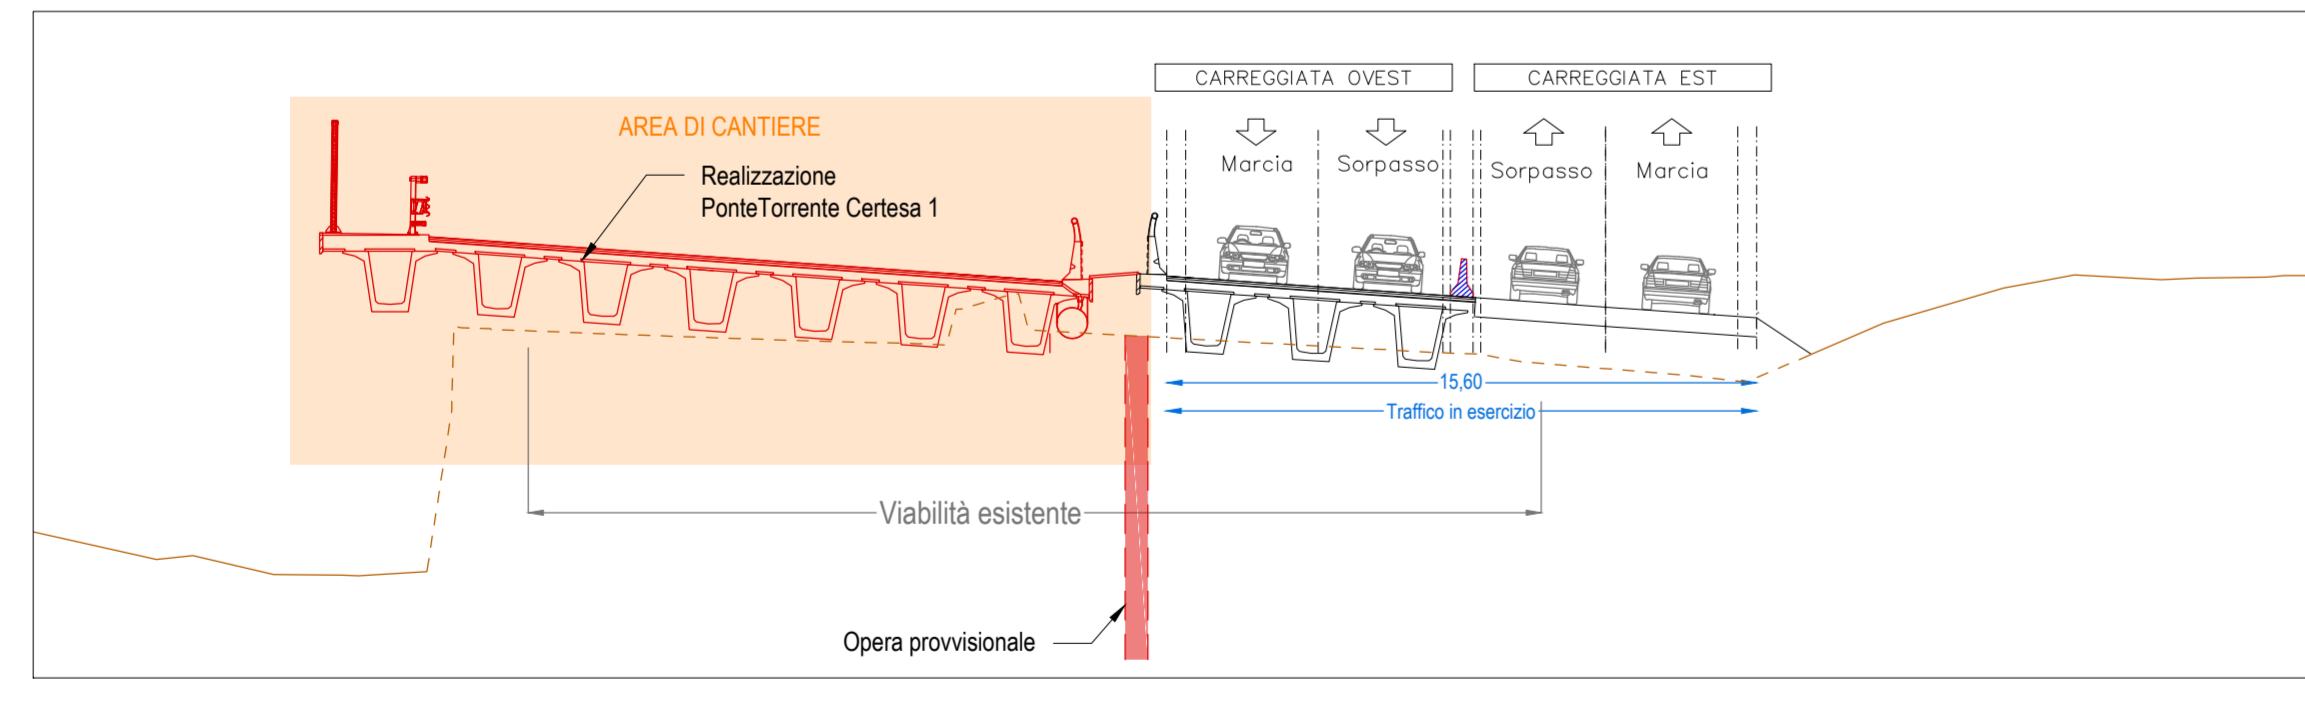 CARREGGIATA OVEST
CARREGGIATA EST
AREA DI CANTIERE
Realizzazione
PonteTorrente Certesa 1
Marcia
Sorpasso
Sorpasso
Marcia
15,60
Traffico in esercizio
Viabilità esistente
Opera provvisionale